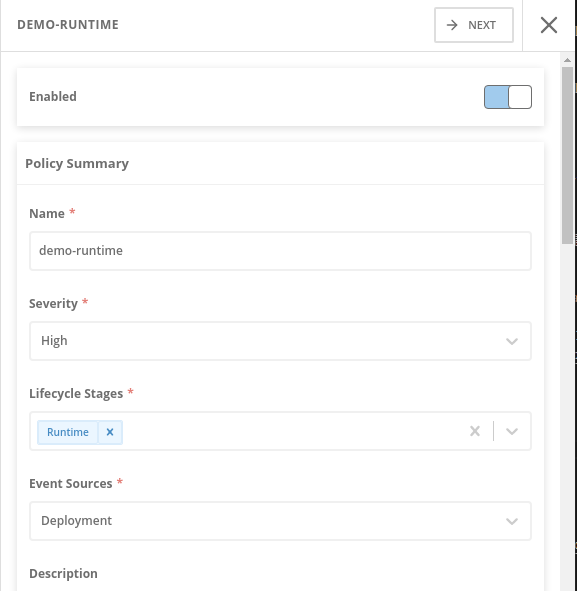 DEMO-RUNTIME
NEXT
Enabled
Policy Summary
Name *
demo-runtime
Severity *
High
Lifecycle Stages *
Runtime
Event Sources *
Deployment
Description